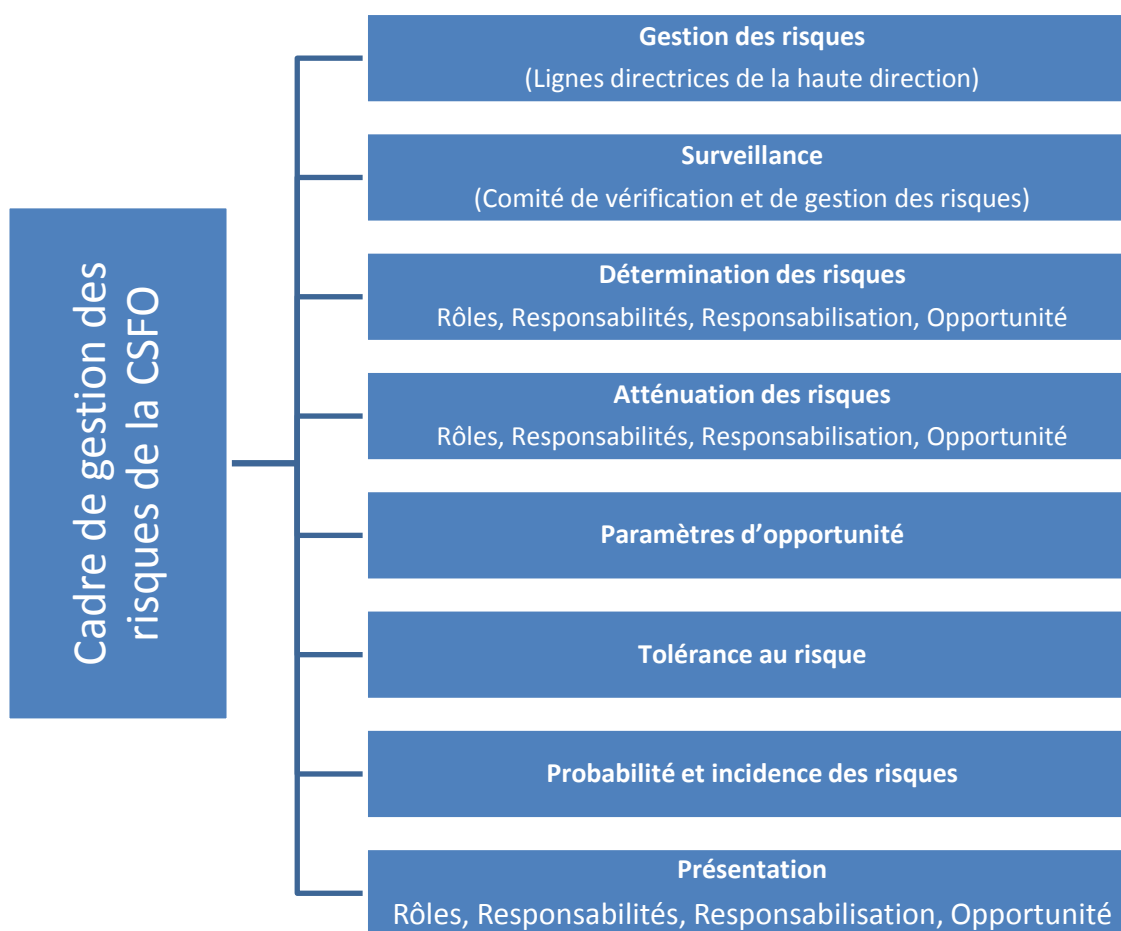 Cadre de gestion des
risques de la CSFO
Gestion des risques
(Lignes directrices de la haute direction)
Surveillance
(Comité de vérification et de gestion des risques)
Détermination des risques
Rôles, Responsabilités, Responsabilisation, Opportunité
Atténuation des risques
Rôles, Responsabilités, Responsabilisation, Opportunité
Paramètres d’opportunité
Tolérance au risque
Probabilité et incidence des risques
Présentation
Rôles, Responsabilités, Responsabilisation, Opportunité